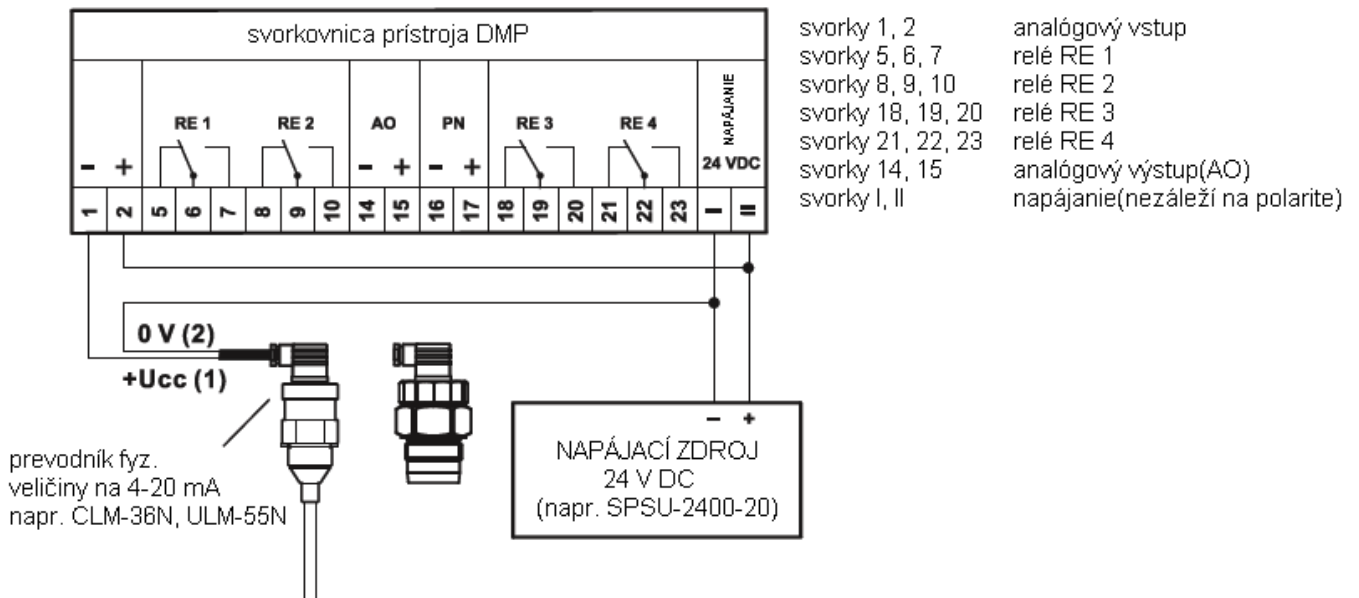 svorkovnica prístroja DMP
NAPÁJANIE
RE 1 RE 2 AO PN RE 3 RE 4
- + - + - + 24 VDC
1 2 5 6 7 8 9 10 14 15 16 17 18 19 20 21 22 23 I II
svorky 1, 2 analógový vstup
svorky 5, 6, 7 relé RE 1
svorky 8, 9, 10 relé RE 2
svorky 18, 19, 20 relé RE 3
svorky 21, 22, 23 relé RE 4
svorky 14, 15 analógový výstup(AO)
svorky I, II napájanie(nezáleží na polarite)
0 V (2)
+Ucc (1)
prevodník fyz.
veličiny na 4-20 mA
napr. CLM-36N, ULM-55N
- +
NAPÁJACÍ ZDROJ
24 V DC
(napr. SPSU-2400-20)